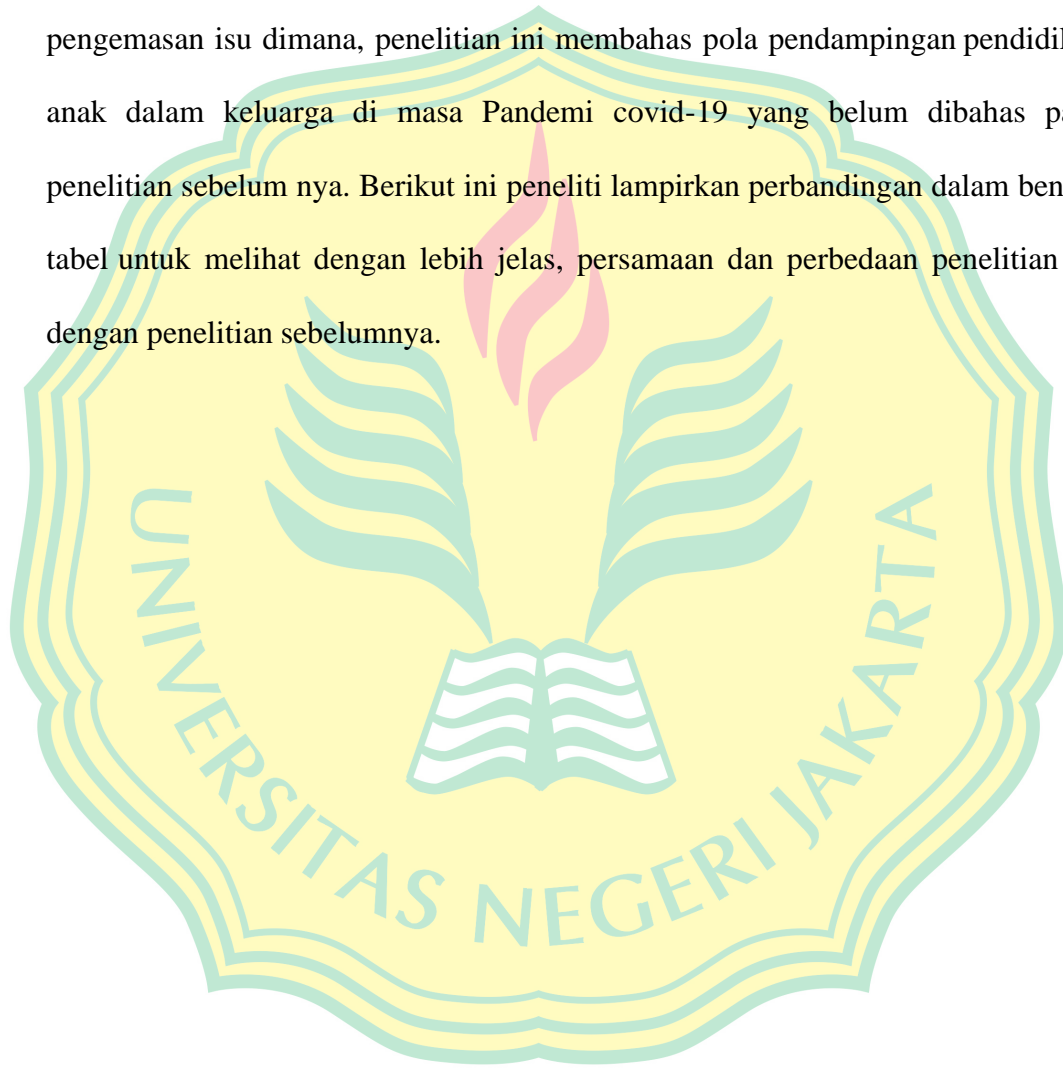 pengemasan isu dimana, penelitian ini membahas pola pendampingan
anak dalam keluarga di masa Pandemi covid-19 yang belum dibahas
penelitian sebelum nya. Berikut ini peneliti lampirkan perbandingan dalam
tabel untuk melihat dengan lebih jelas, persamaan dan perbedaan penelitian
dengan penelitian sebelumnya.
UNIVERSITAS NEGERI JAKARTA